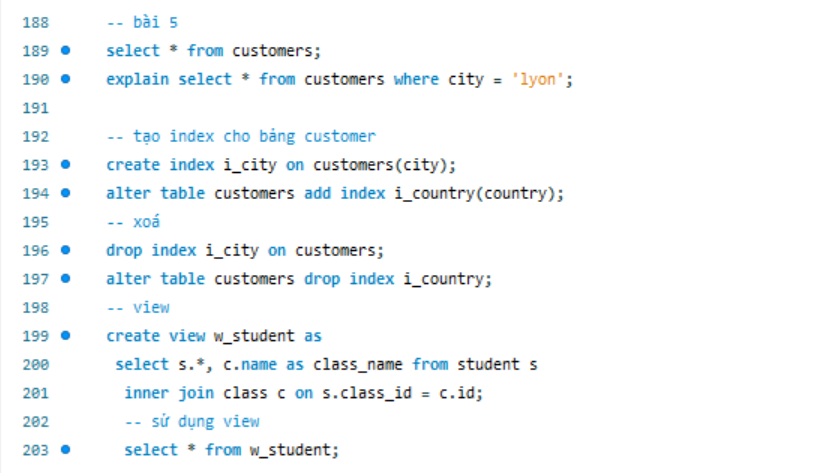 188 -- bài 5
189 select * from customers;
190 explain select * from customers where city = 'lyon';
191
192 -- tạo index cho bảng customer
193 create index i_city on customers(city);
194 alter table customers add index i_country(country);
195 -- xoá
196 drop index i_city on customers;
197 alter table customers drop index i_country;
198 -- view
199 create view w_student as
200 select s.*, c.name as class_name from student s
201 inner join class c on s.class_id = c.id;
202 -- sử dụng view
203 select * from w_student;